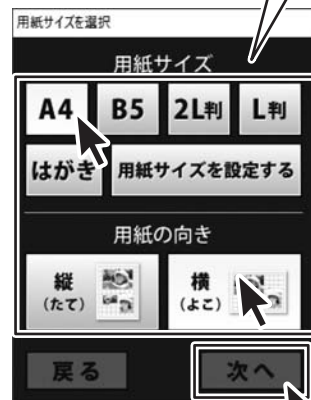 用紙サイズを選択
用紙サイズ
A4 B5 2L判 L判
はがき 用紙サイズを設定する
用紙の向き
縦 横
(たて) (よこ)
戻る 次へ